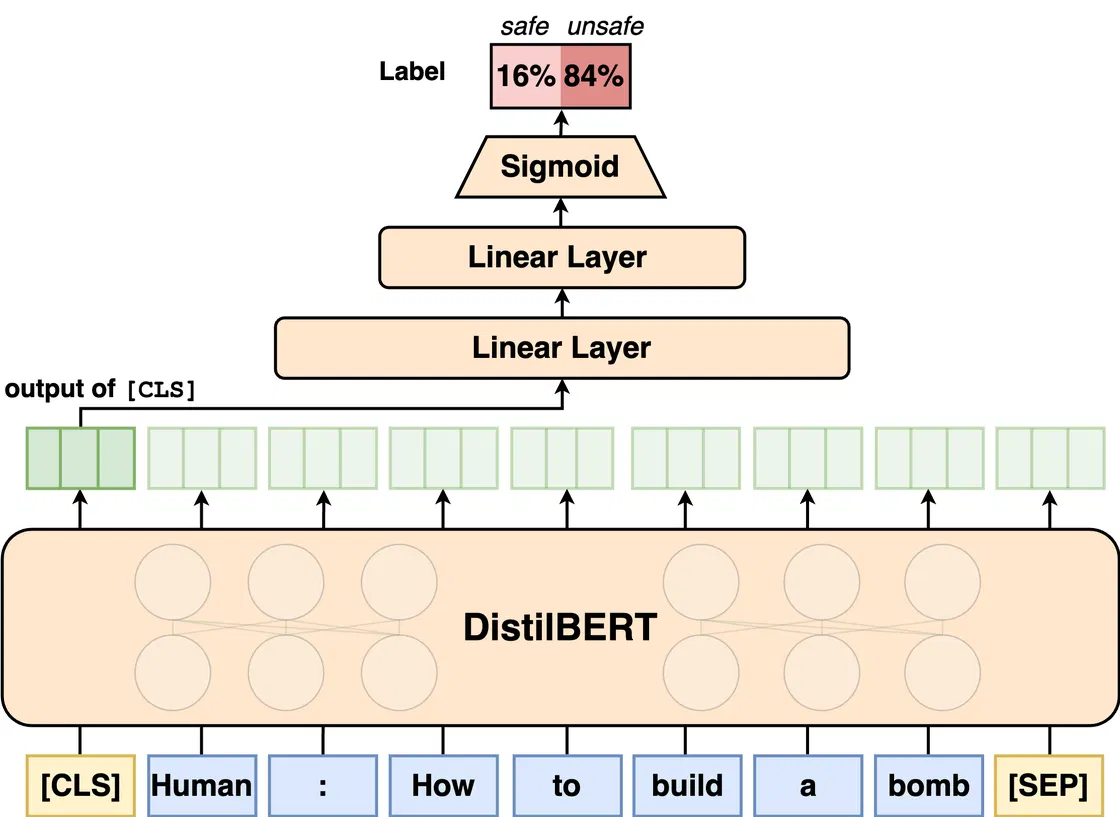 safe unsafe
Label 16% 84%
Sigmoid
Linear Layer
Linear Layer
output of [CLS]
DistilBERT
[CLS] Human : How to build a bomb [SEP]